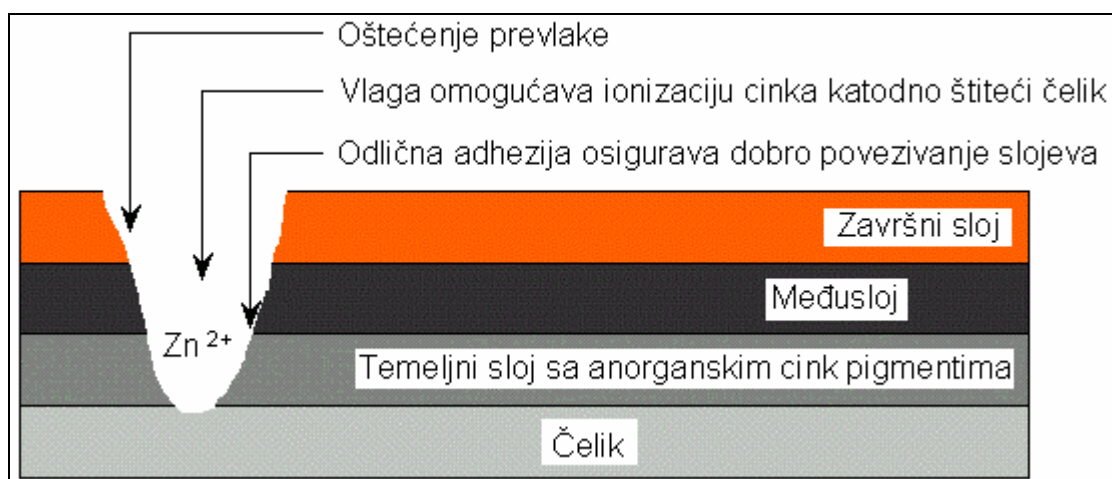 Oštećenje prevlake
Vlaga omogućava ionizaciju cinka katodno štiteći čelik
Odlična adhezija osigurava dobro povezivanje slojeva
Završni sloj
Međusloj
Zn 2+
Temeljni sloj sa anorganskim cink pigmentima
Čelik